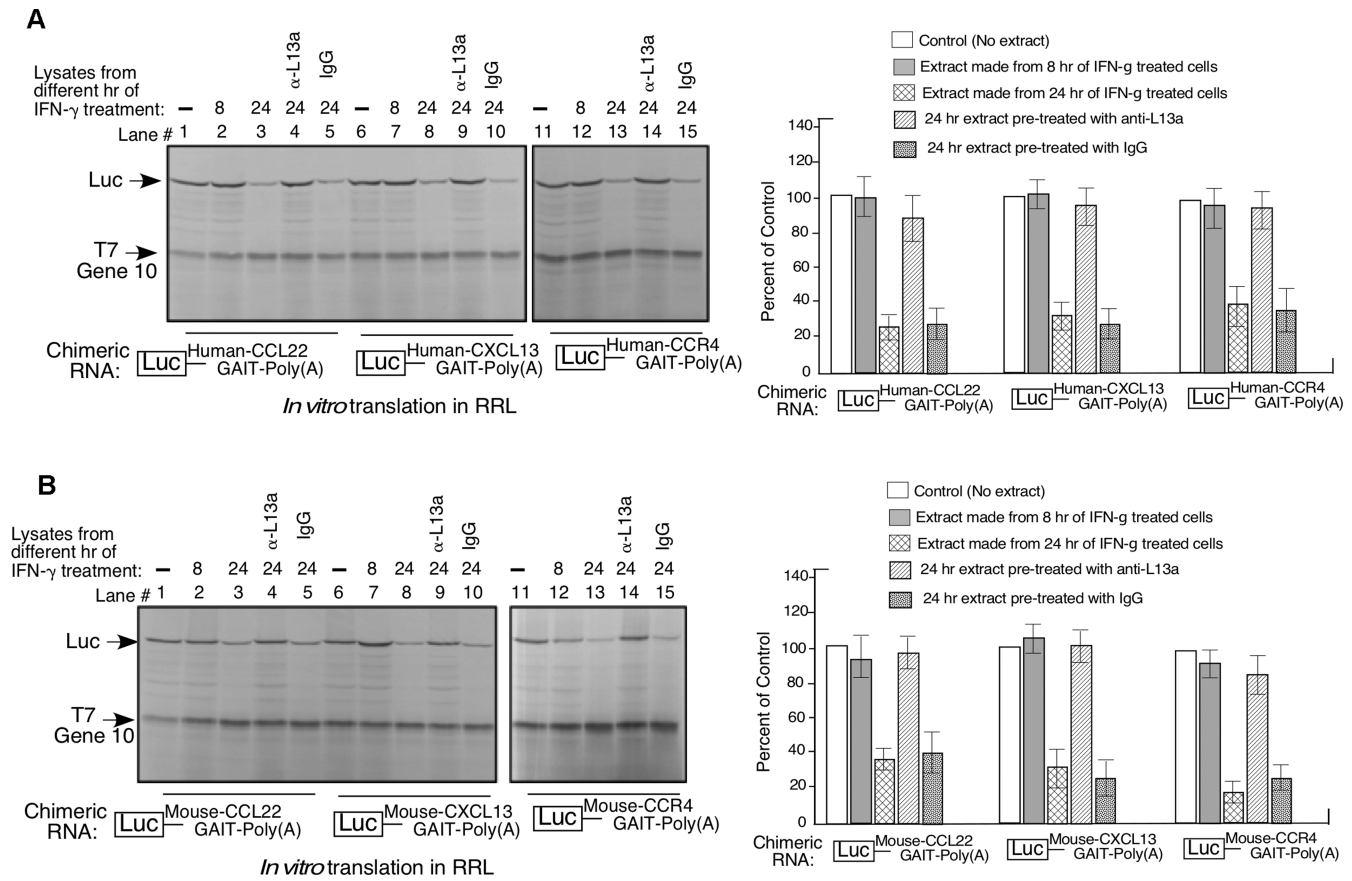 A
Lysates from
different hr of
IFN-γ treatment:
– 8 24 24 24 – 8 24 24 24 – 8 24 24 24
α-L13a IgG α-L13a IgG α-L13a IgG
Lane # 1 2 3 4 5 6 7 8 9 10 11 12 13 14 15
Luc
T7
Gene 10
Chimeric
RNA:
Luc Human-CCL22
GAIT-Poly(A)
Luc Human-CXCL13
GAIT-Poly(A)
Luc Human-CCR4
GAIT-Poly(A)
In vitro translation in RRL
Control (No extract)
Extract made from 8 hr of IFN-g treated cells
Extract made from 24 hr of IFN-g treated cells
24 hr extract pre-treated with anti-L13a
24 hr extract pre-treated with IgG
Percent of Control
140
120
100
80
60
40
20
0
Chimeric
RNA:
Luc Human-CCL22
GAIT-Poly(A)
Luc Human-CXCL13
GAIT-Poly(A)
Luc Human-CCR4
GAIT-Poly(A)
B
Lysates from
different hr of
IFN-γ treatment:
– 8 24 24 24 – 8 24 24 24 – 8 24 24 24
α-L13a IgG α-L13a IgG α-L13a IgG
Lane # 1 2 3 4 5 6 7 8 9 10 11 12 13 14 15
Luc
T7
Gene 10
Chimeric
RNA:
Luc Mouse-CCL22
GAIT-Poly(A)
Luc Mouse-CXCL13
GAIT-Poly(A)
Luc Mouse-CCR4
GAIT-Poly(A)
In vitro translation in RRL
Control (No extract)
Extract made from 8 hr of IFN-g treated cells
Extract made from 24 hr of IFN-g treated cells
24 hr extract pre-treated with anti-L13a
24 hr extract pre-treated with IgG
Percent of Control
140
120
100
80
60
40
20
0
Chimeric
RNA:
Luc Mouse-CCL22
GAIT-Poly(A)
Luc Mouse-CXCL13
GAIT-Poly(A)
Luc Mouse-CCR4
GAIT-Poly(A)